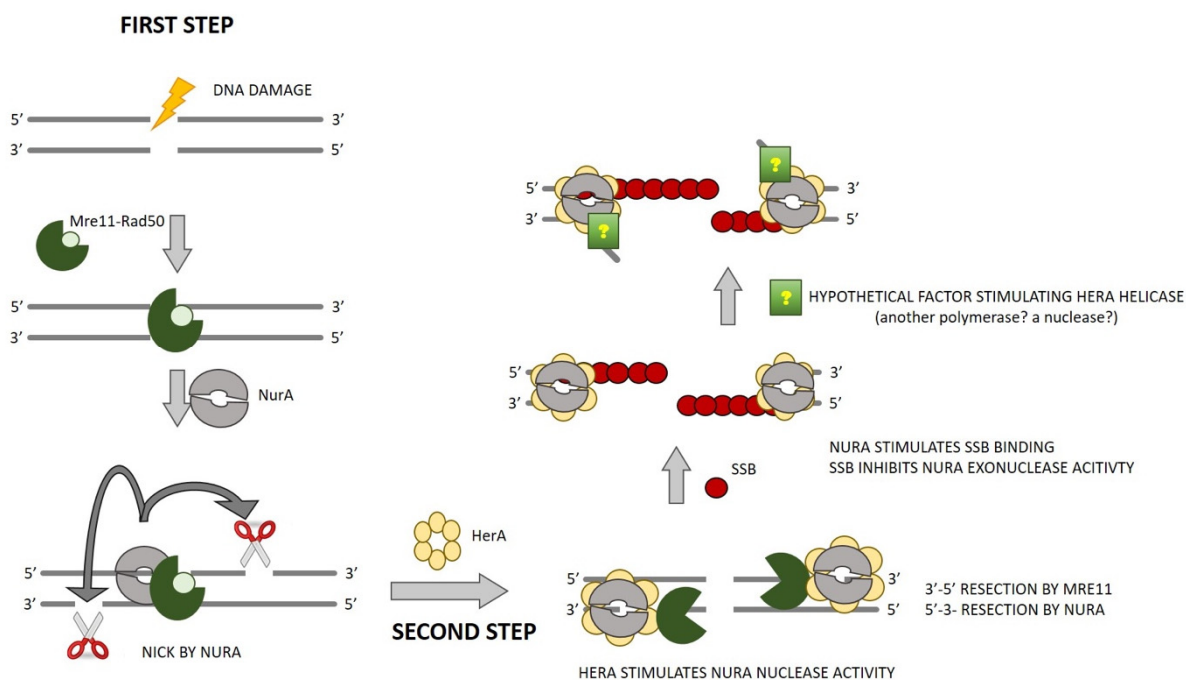 FIRST STEP
DNA DAMAGE
5’ 3’
3’ 5’
Mre11-Rad50
5’ 3’
3’ 5’
NurA
5’ 3’
3’ 5’
NICK BY NURA
HerA
SECOND STEP
5’ 3’
3’ 5’
3’-5’ RESECTION BY MRE11
5’-3- RESECTION BY NURA
HERA STIMULATES NURA NUCLEASE ACTIVITY
SSB
NURA STIMULATES SSB BINDING
SSB INHIBITS NURA EXONUCLEASE ACITIVTY
5’ 3’
3’ 5’
?
HYPOTHETICAL FACTOR STIMULATING HERA HELICASE
(another polymerase? a nuclease?)
?
?
5’ 3’
3’ 5’